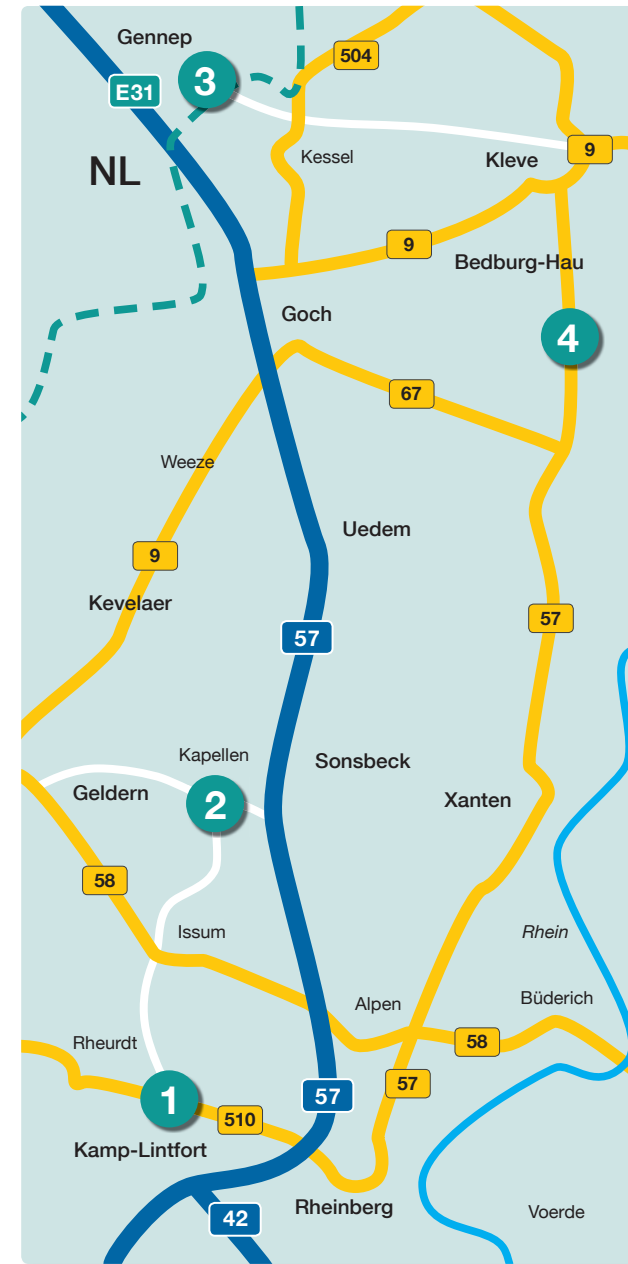 Gennep
504
3
E31
NL
Kessel
Kleve
9
9
Bedburg-Hau
Goch
4
67
Weeze
Uedem
9
Kevelaer
57
57
Kapellen
Sonsbeck
Geldern
2
Xanten
58
Issum
Rhein
Alpen
Büderich
Rheurdt
58
57
57
1
510
Kamp-Lintfort
Rheinberg
42
Voerde